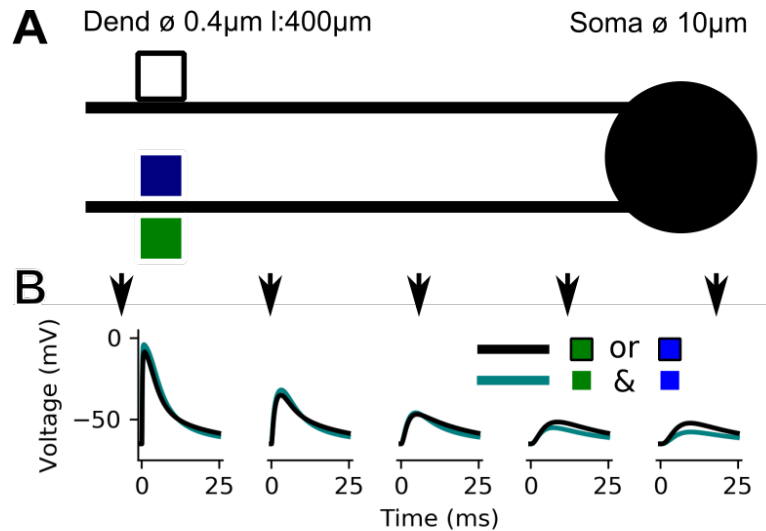 A
Dend ø 0.4µm l:400µm
Soma ø 10µm
B
Voltage (mV)
0
−50
or
&
0 25
0 25
0 25
0 25
0 25
Time (ms)